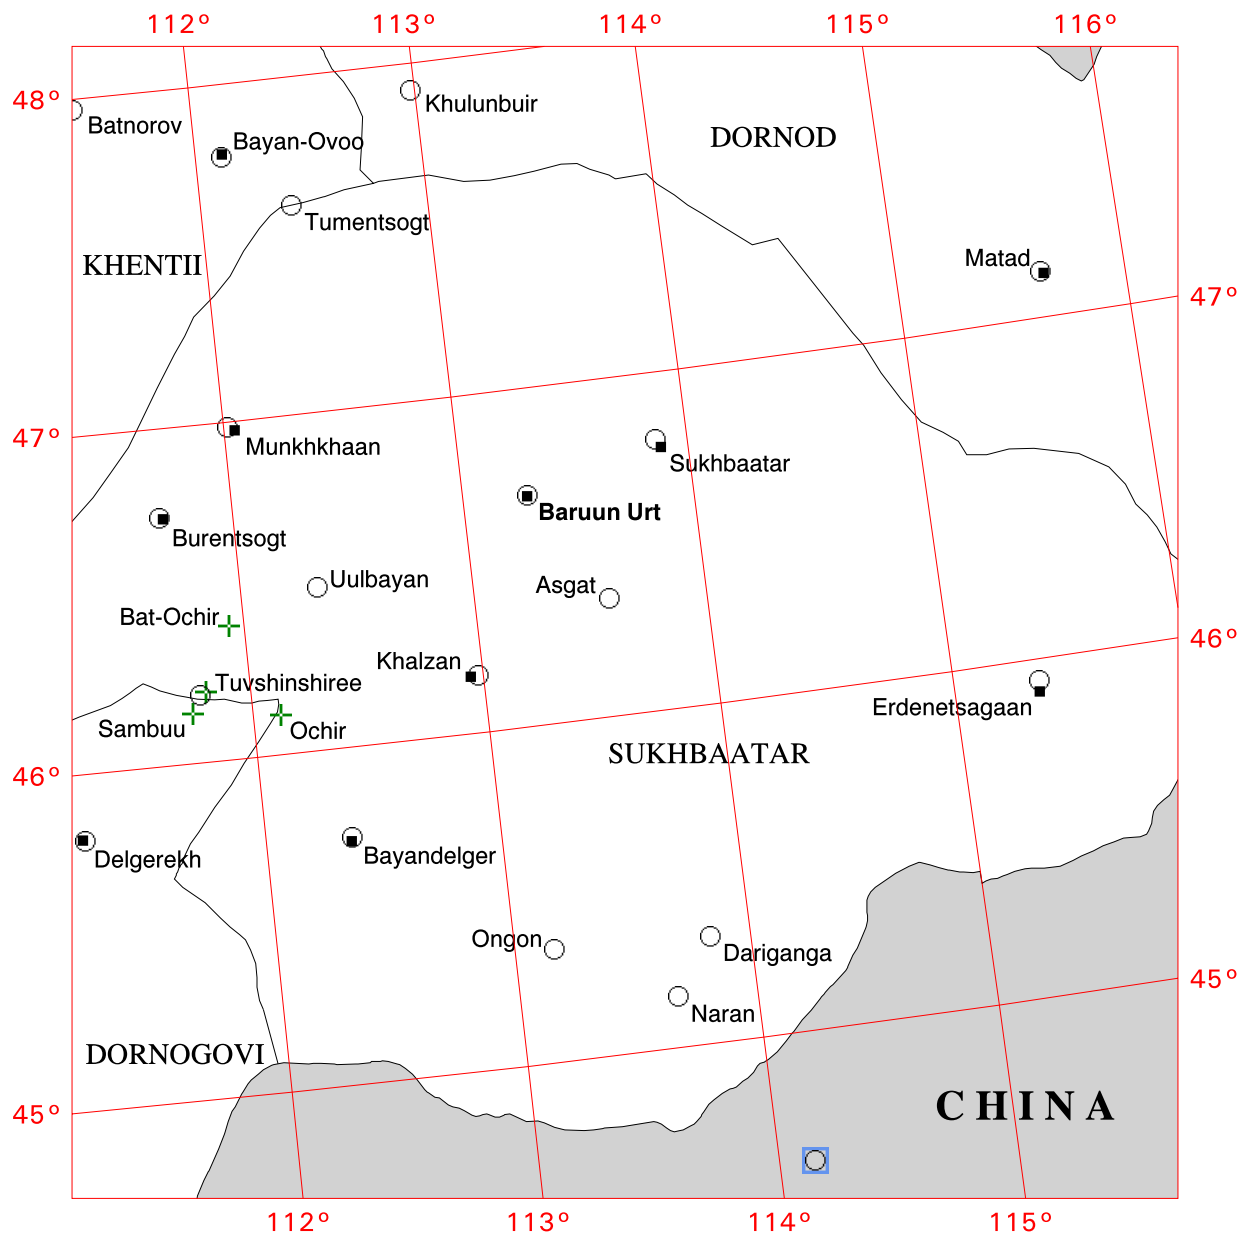 112° 113° 114° 115° 116°
48°
Khulunbuir
Batnorov
DORNOD
Bayan-Ovoo
Tumentsogt
Matad
KHENTII
47°
47°
Munkhkhaan
Sukhbaatar
Baruun Urt
Burentsogt
Uulbayan
Asgat
Bat-Ochir
46°
Khalzan
Tuvshinshiree
Erdenetsagaan
Sambuu
Ochir
SUKHBAATAR
46°
Delgerekh
Bayandelger
Ongon
Dariganga
45°
Naran
DORNOGOVI
CHINA
45°
112° 113° 114° 115°